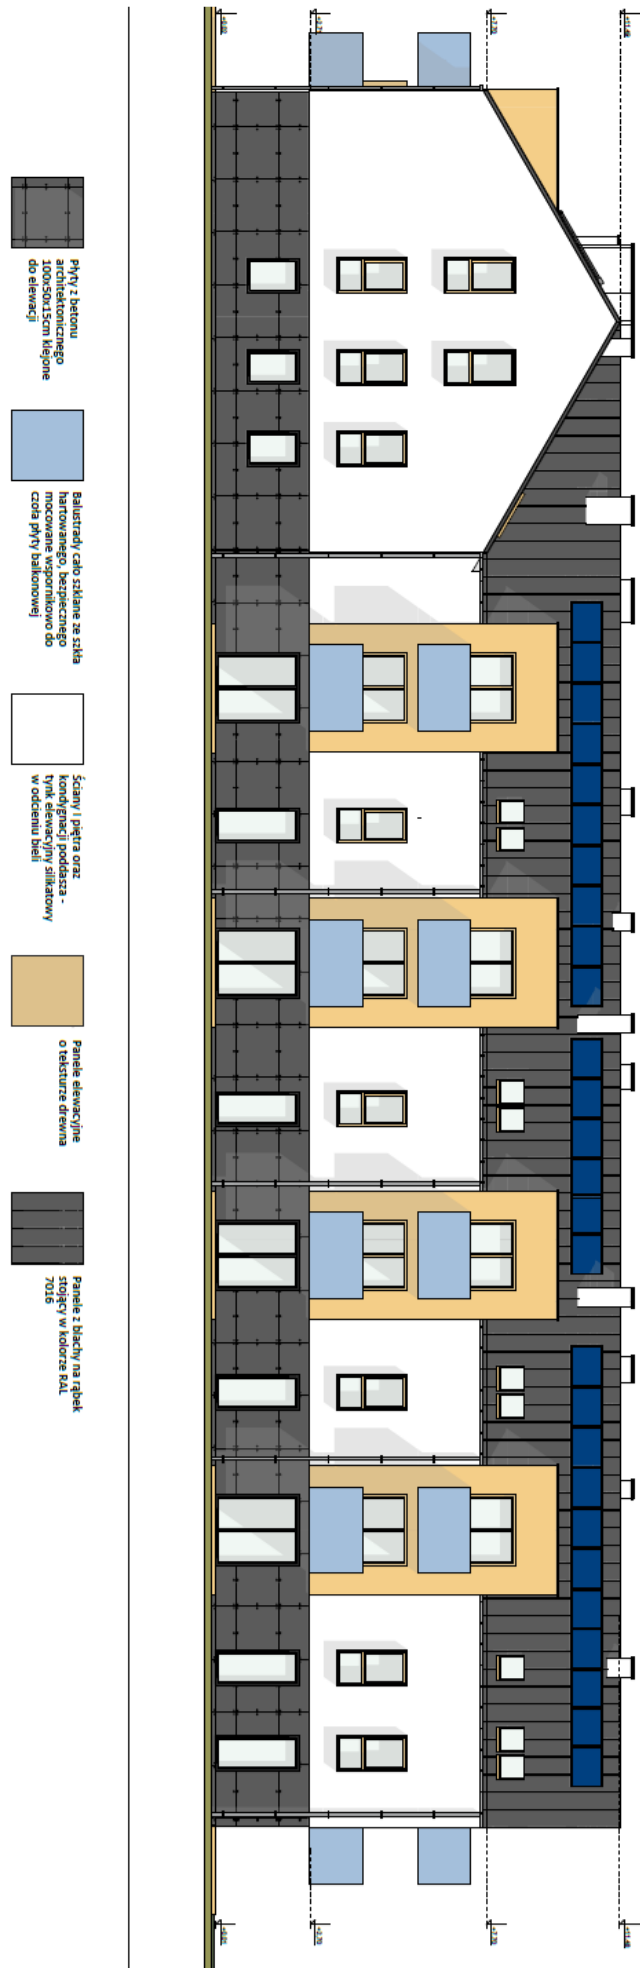 Płyty z betonu
architektonicznego
100x50x15cm klejone
do elewacji
Balustrady cało szklane ze szkła
hartowanego, bezpiecznego
mocowane wspornikowo do
czoła płyty balkonowej
Ściany I piętra oraz
kondygnacji poddasza -
tynk elewacyjny silikatowy
w odcieniu bieli
Panele elewacyjne
o teksturze drewna
Panele z blachy na rąbek
stojący w kolorze RAL
7016